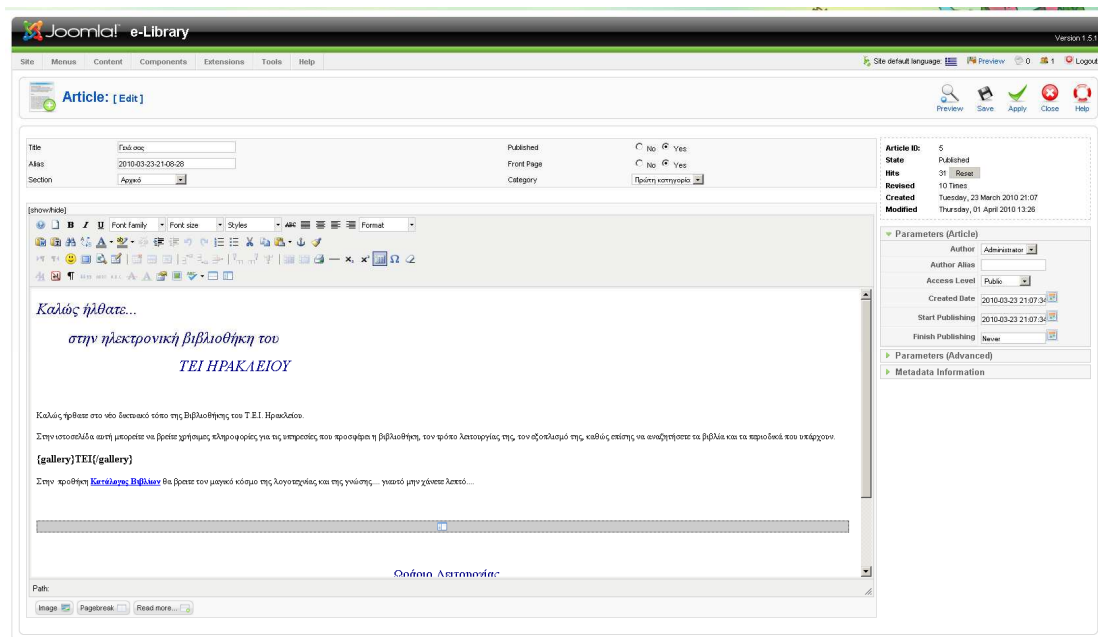 Joomla! e-Library
Version 1.5.1
Site Menus Content Components Extensions Tools Help
Site default language: Preview 0 1 Logout
Article: [ Edit ]
Preview Save Apply Close Help
Title Γειά σας Published No Yes
Alias 2010-03-23-21-08-28 Front Page No Yes
Section Αρχικό Category Πρώτη κατηγορία
Article ID: 5
State Published
Hits 31 Reset
Revised 10 Times
Created Tuesday, 23 March 2010 21:07
Modified Thursday, 01 April 2010 13:26
[show/hide]
B I U Font family Font size Styles ABC Format
Parameters (Article)
Author Administrator
Author Alias
Access Level Public
Created Date 2010-03-23 21:07:34
Start Publishing 2010-03-23 21:07:34
Finish Publishing Never
Parameters (Advanced)
Metadata Information
Καλώς ήλθατε...
στην ηλεκτρονική βιβλιοθήκη του
ΤΕΙ ΗΡΑΚΛΕΙΟΥ
Καλώς ήρθατε στο νέο δικτυακό τόπο της Βιβλιοθήκης του Τ.Ε.Ι. Ηρακλείου.
Στην ιστοσελίδα αυτή μπορείτε να βρείτε χρήσιμες πληροφορίες για τις υπηρεσίες που προσφέρει η βιβλιοθήκη, τον τρόπο λειτουργίας της, τον εξοπλισμό της, καθώς επίσης να αναζητήσετε τα βιβλία και τα περιοδικά που υπάρχουν.
{gallery}TEI{/gallery}
Στην προθήκη Κατάλογος Βιβλίων θα βρειτε τον μαγικό κόσμο της λογοτεχνίας και της γνώσης.... γιαυτό μην χάνετε λεπτό....
Ωράριο Λειτουργίας
Path:
Image Pagebreak Read more...